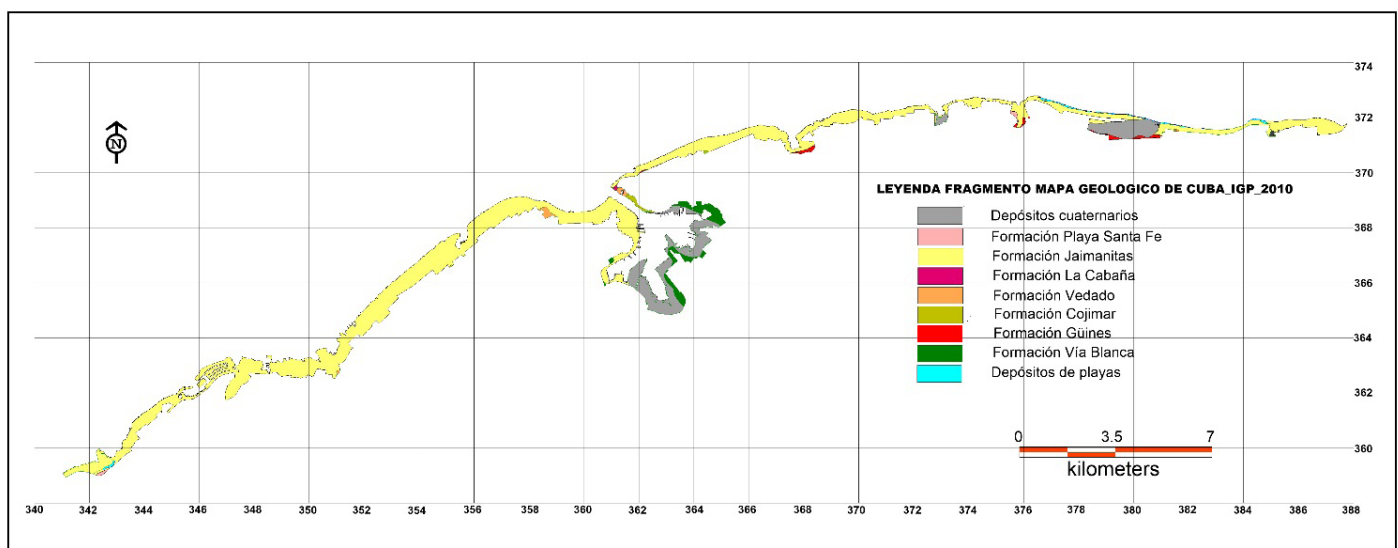 374
372
370
368
366
364
362
360
N
LEYENDA FRAGMENTO MAPA GEOLOGICO DE CUBA_IGP_2010
Depósitos cuaternarios
Formación Playa Santa Fe
Formación Jaimanitas
Formación La Cabaña
Formación Vedado
Formación Cojimar
Formación Güines
Formación Vía Blanca
Depósitos de playas
0 3.5 7
kilometers
340 342 344 346 348 350 352 354 356 358 360 362 364 366 368 370 372 374 376 378 380 382 384 386 388